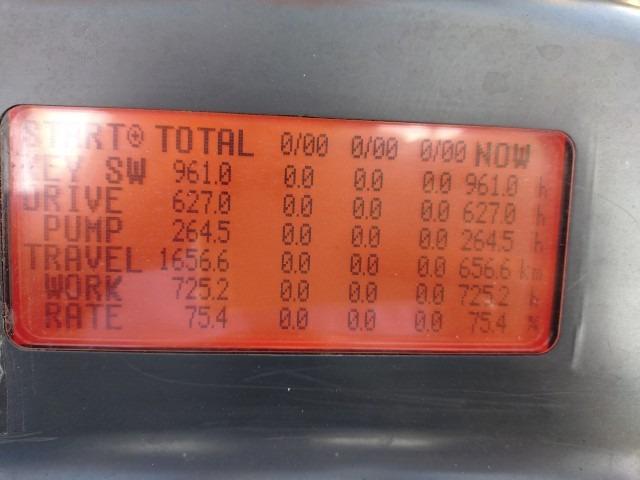 START⊕ TOTAL 0/00 0/00 0/00 NOW
KEY SW 961.0 0.0 0.0 0.0 961.0 h
DRIVE 627.0 0.0 0.0 0.0 627.0 h
PUMP 264.5 0.0 0.0 0.0 264.5 h
TRAVEL 1656.6 0.0 0.0 0.0 656.6 km
WORK 725.2 0.0 0.0 0.0 725.2 h
RATE 75.4 0.0 0.0 0.0 75.4 %